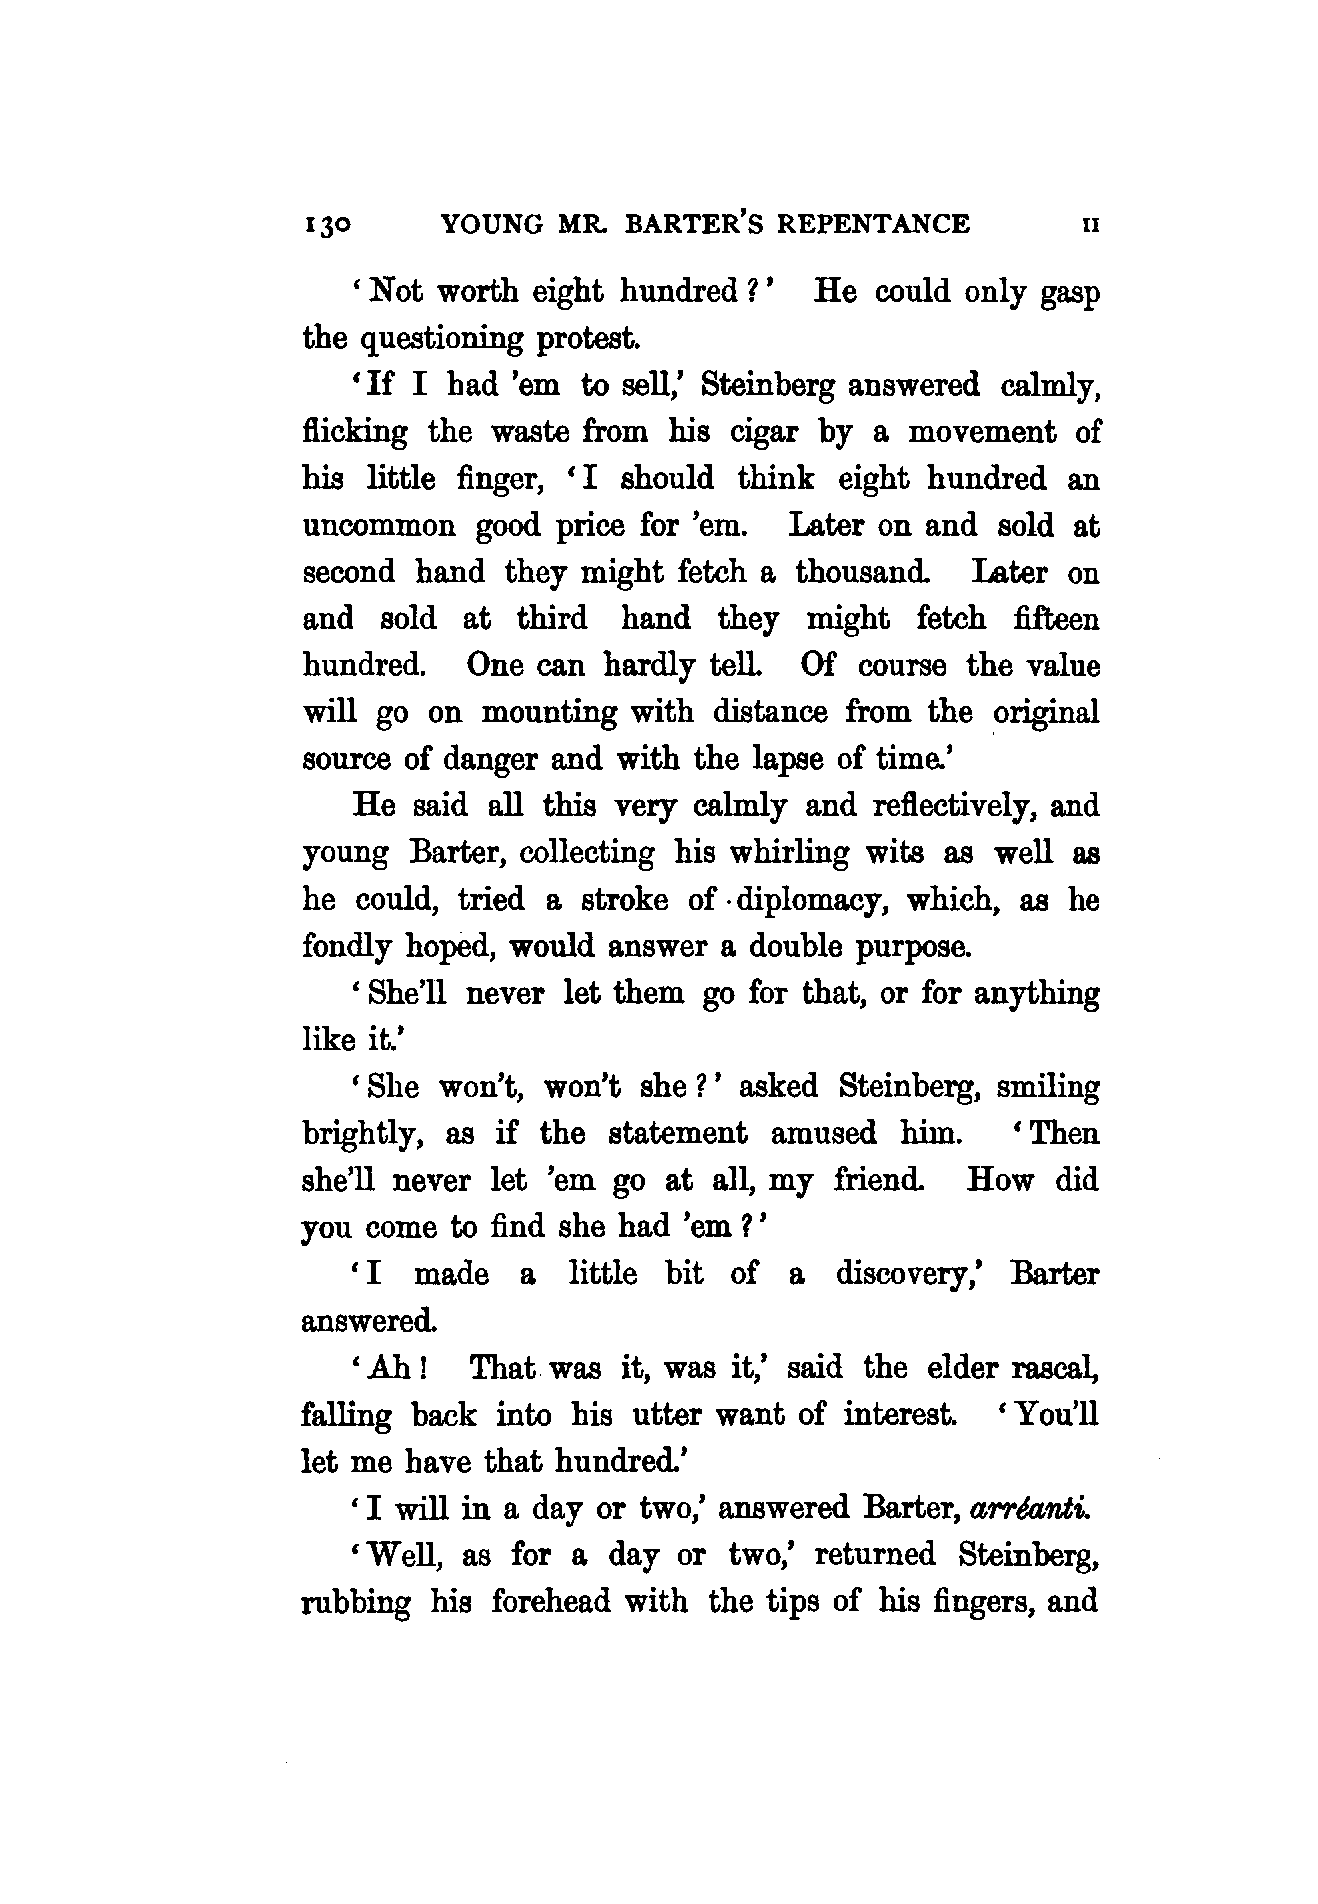 130 YOUNG MR. BARTER'S REPENTANCE II
‘Not worth eight hundred?’ He could only gasp
the questioning protest.
‘If I had ’em to sell,’ Steinberg answered calmly,
flicking the waste from his cigar by a movement of
his little finger, ‘I should think eight hundred an
uncommon good price for ’em. Later on and sold at
second hand they might fetch a thousand. Later on
and sold at third hand they might fetch fifteen
hundred. One can hardly tell. Of course the value
will go on mounting with distance from the original
source of danger and with the lapse of time.’
He said all this very calmly and reflectively, and
young Barter, collecting his whirling wits as well as
he could, tried a stroke of diplomacy, which, as he
fondly hoped, would answer a double purpose.
‘She’ll never let them go for that, or for anything
like it.’
‘She won’t, won’t she?’ asked Steinberg, smiling
brightly, as if the statement amused him. ‘Then
she’ll never let ’em go at all, my friend. How did
you come to find she had ’em?’
‘I made a little bit of a discovery,’ Barter
answered.
‘Ah! That was it, was it,’ said the elder rascal,
falling back into his utter want of interest. ‘You’ll
let me have that hundred.’
‘I will in a day or two,’ answered Barter, arréanti.
‘Well, as for a day or two,’ returned Steinberg,
rubbing his forehead with the tips of his fingers, and